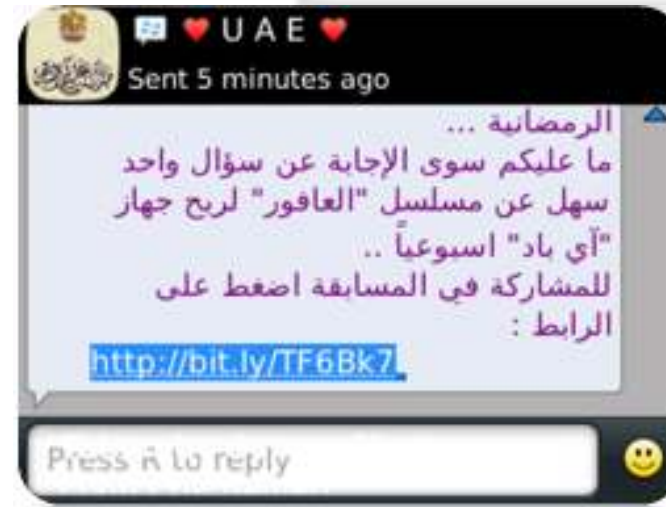 ❤ U A E ❤
Sent 5 minutes ago
الرمضانية ...
ما عليكم سوى الإجابة عن سؤال واحد
سهل عن مسلسل "العافور" لربح جهاز
"آي باد" اسبوعياً ..
للمشاركة في المسابقة اضغط على
الرابط :
http://bit.ly/TF6Bk7
Press R to reply